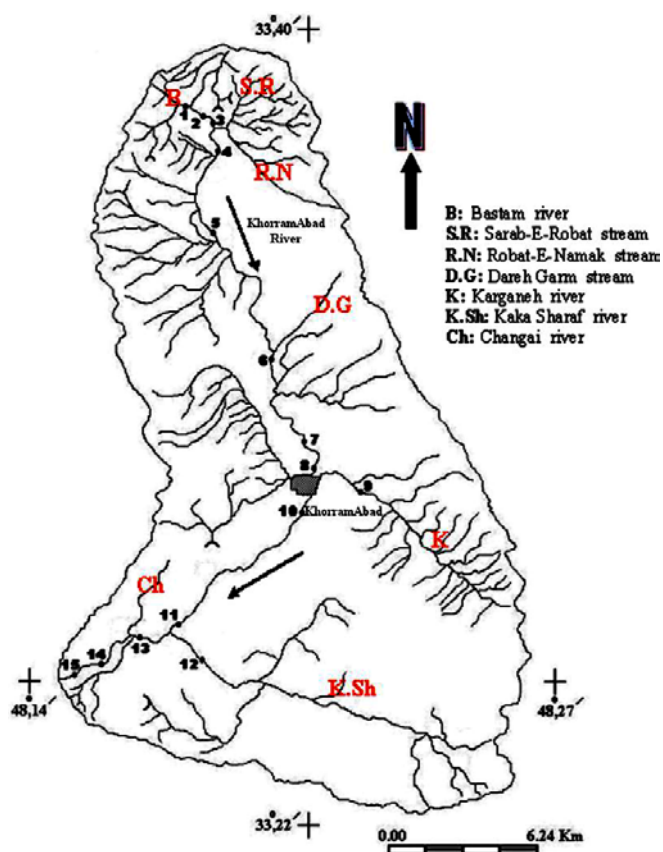 33,40′
N
B
S.R
1
2
3
4
R.N
5
KhorramAbad
River
B: Bastam river
S.R: Sarab-E-Robat stream
R.N: Robat-E-Namak stream
D.G: Dareh Garm stream
K: Karganeh river
K.Sh: Kaka Sharaf river
Ch: Changai river
D.G
6
7
8
9
10
KhorramAbad
K
Ch
11
12
13
14
15
K.Sh
48,14′
48,27′
33,22′
0.00
6.24 Km